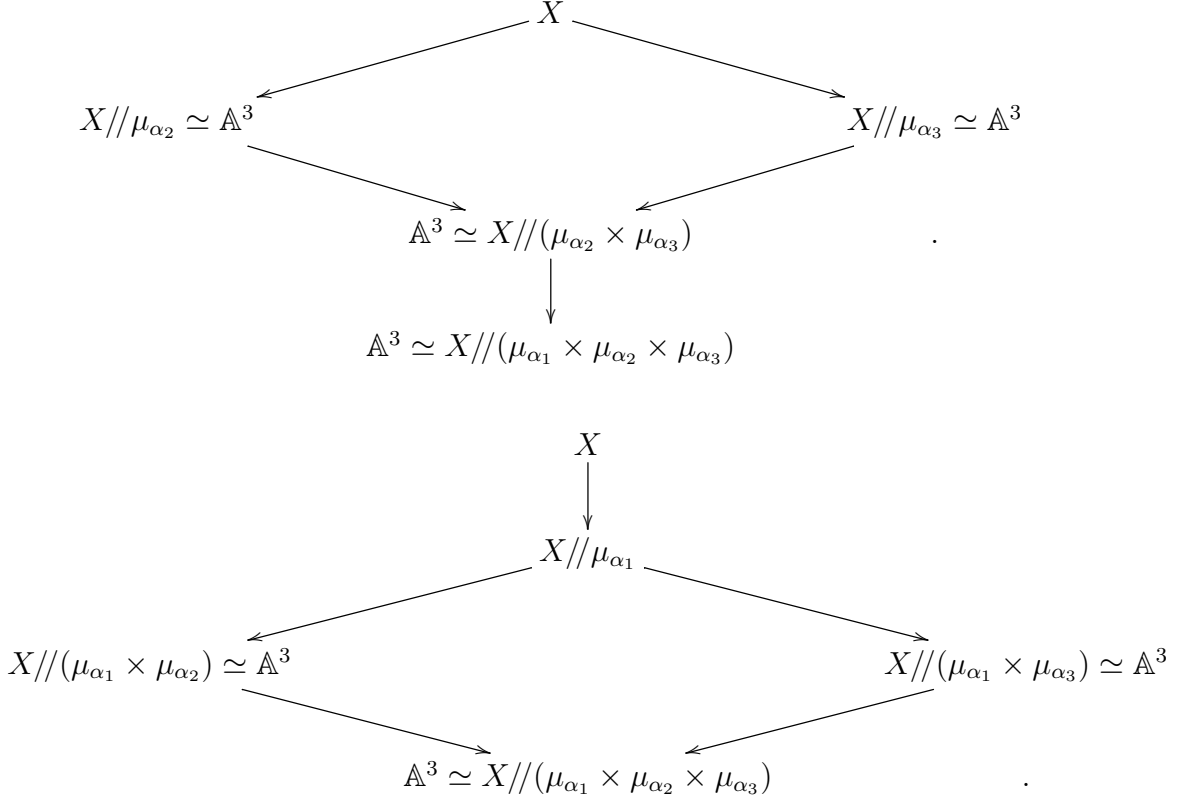 X
X//μ_{α_2} ≃ 𝔸^3 X//μ_{α_3} ≃ 𝔸^3
𝔸^3 ≃ X//(μ_{α_2} × μ_{α_3}) .
𝔸^3 ≃ X//(μ_{α_1} × μ_{α_2} × μ_{α_3})
X
X//μ_{α_1}
X//(μ_{α_1} × μ_{α_2}) ≃ 𝔸^3 X//(μ_{α_1} × μ_{α_3}) ≃ 𝔸^3
𝔸^3 ≃ X//(μ_{α_1} × μ_{α_2} × μ_{α_3}) .